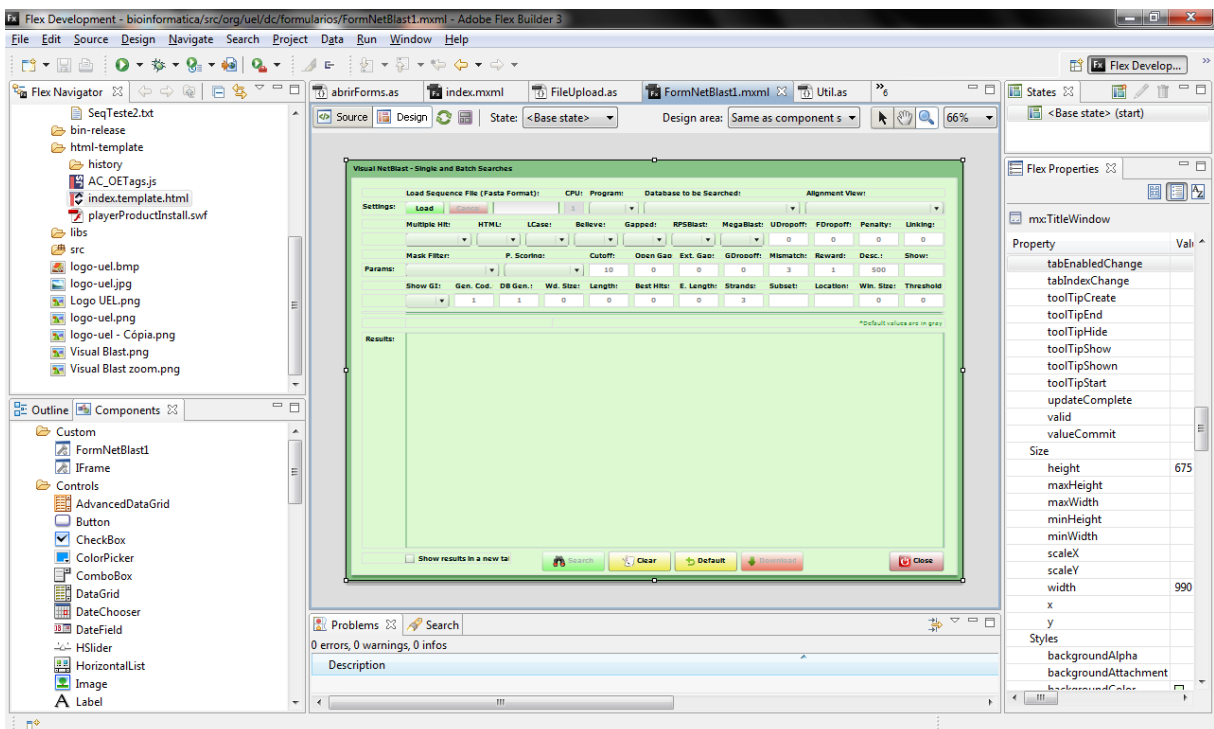 Flex Development - bioinformatica/src/org/uel/dc/formularios/FormNetBlast1.mxml - Adobe Flex Builder 3
File Edit Source Design Navigate Search Project Data Run Window Help
Flex Develop...
Flex Navigator
SeqTeste2.txt
bin-release
html-template
history
AC_OETags.js
index.template.html
playerProductInstall.swf
libs
src
logo-uel.bmp
logo-uel.jpg
Logo UEL.png
logo-uel.png
logo-uel - Cópia.png
Visual Blast.png
Visual Blast zoom.png
Outline Components
Custom
FormNetBlast1
IFrame
Controls
AdvancedDataGrid
Button
CheckBox
ColorPicker
ComboBox
DataGrid
DateChooser
DateField
HSlider
HorizontalList
Image
Label
abrirForms.as index.mxml FileUpload.as FormNetBlast1.mxml Util.as »6
Source Design State: <Base state> Design area: Same as component s 66%
Visual NetBlast - Single and Batch Searches
Load Sequence File (Fasta Format): CPU: Program: Database to be Searched: Alignment View:
Settings: Load 1
Multiple Hit: HTML: LCase: Believe: Gapped: RPSBlast: MegaBlast: UDropoff: FDropoff: Penalty: Linking:
0 0 0 0
Mask Filter: P. Scoring: Cutoff: Open Gap Ext. Gap: GDropoff: Mismatch: Reward: Desc.: Show:
Params: 10 0 0 0 3 1 500
Show GI: Gen. Cod. DB Gen.: Wd. Size: Length: Best Hits: E. Length: Strands: Subset: Location: Win. Size: Threshold
1 1 0 0 0 0 3 0 0
*Default values are in gray
Results:
Show results in a new ta Search Clear Default Download Close
Problems Search
0 errors, 0 warnings, 0 infos
Description
States
<Base state> (start)
Flex Properties
mx:TitleWindow
Property Valu
tabEnabledChange
tabIndexChange
toolTipCreate
toolTipEnd
toolTipHide
toolTipShow
toolTipShown
toolTipStart
updateComplete
valid
valueCommit
Size
height 675
maxHeight
maxWidth
minHeight
minWidth
scaleX
scaleY
width 990
x
y
Styles
backgroundAlpha
backgroundAttachment
backgroundColor